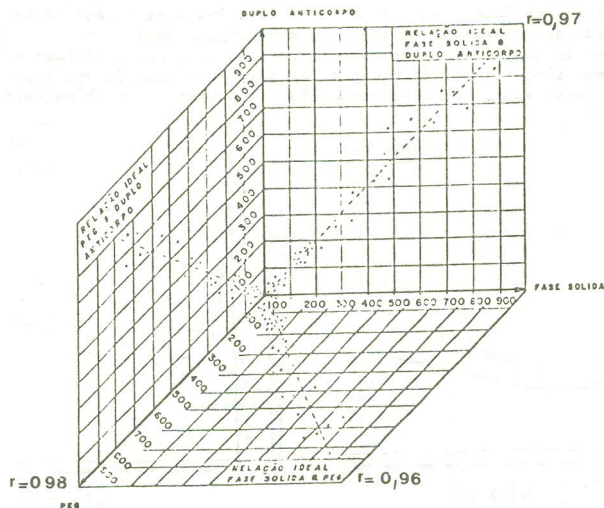 DUPLO ANTICORPO
r=0,97
RELAÇÃO IDEAL
FASE SOLIDA @
DUPLO ANTICORPO
900
800
700
600
500
400
300
200
100
RELAÇÃO IDEAL
PEG @ DUPLO
ANTICORPO
100 200 300 400 500 600 700 800 900
FASE SOLIDA
100
200
300
400
500
600
700
800
900
RELAÇÃO IDEAL
FASE SOLIDA @ PEG
r=098
r= 0,96
PEG